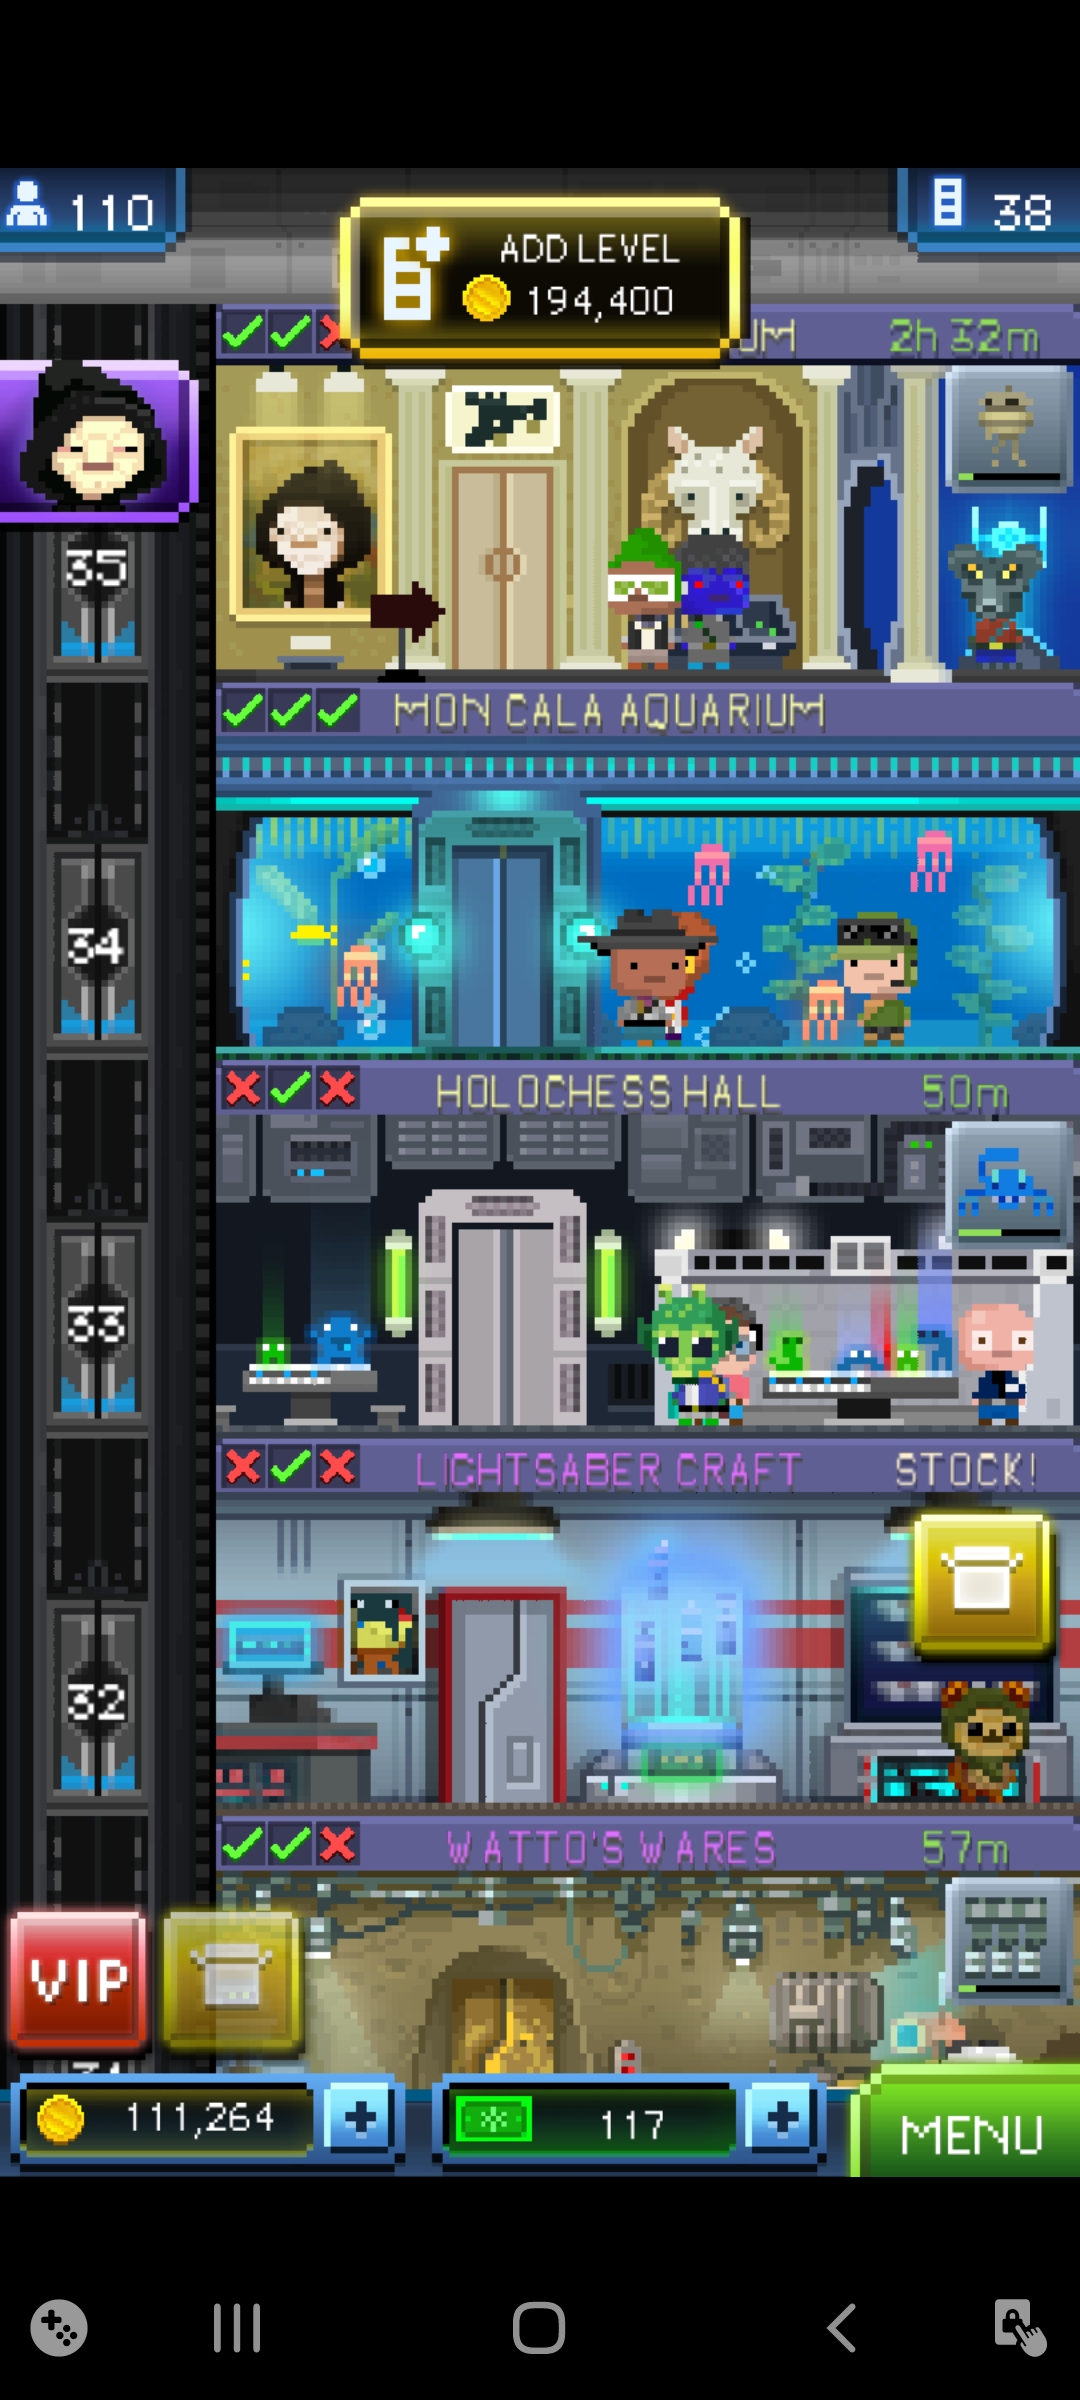 110
ADD LEVEL
194,400
38
UM
2h 32m
35
MON CALA AQUARIUM
34
HOLOCHESS HALL
50m
33
LIGHTSABER CRAFT
STOCK!
32
WATTO'S WARES
57m
VIP
111,264
117
MENU